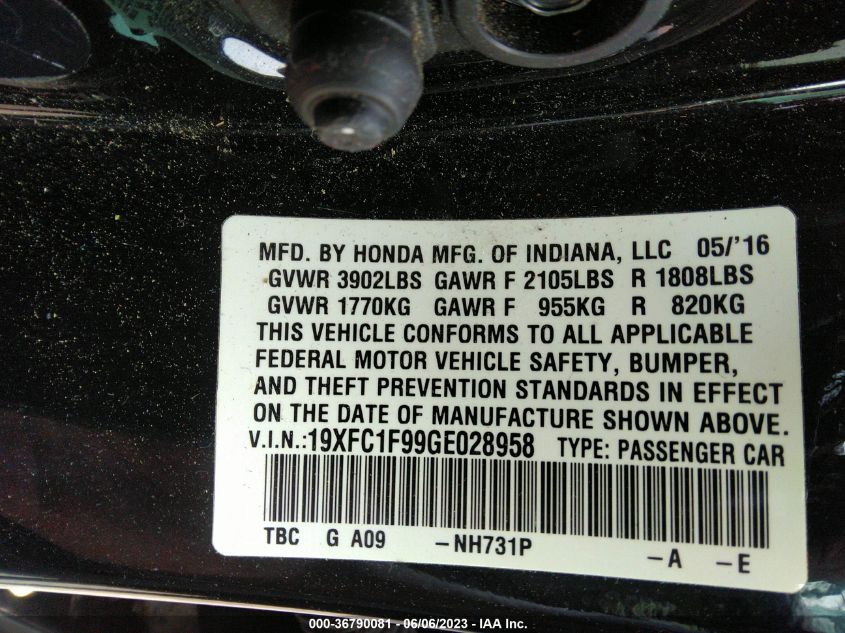 MFD. BY HONDA MFG. OF INDIANA, LLC 05/'16
GVWR 3902LBS GAWR F 2105LBS R 1808LBS
GVWR 1770KG GAWR F 955KG R 820KG
THIS VEHICLE CONFORMS TO ALL APPLICABLE
FEDERAL MOTOR VEHICLE SAFETY, BUMPER,
AND THEFT PREVENTION STANDARDS IN EFFECT
ON THE DATE OF MANUFACTURE SHOWN ABOVE.
V.I.N.:19XFC1F99GE028958 TYPE: PASSENGER CAR
TBC G A09 -NH731P -A -E
000-36790081 - 06/06/2023 - IAA Inc.